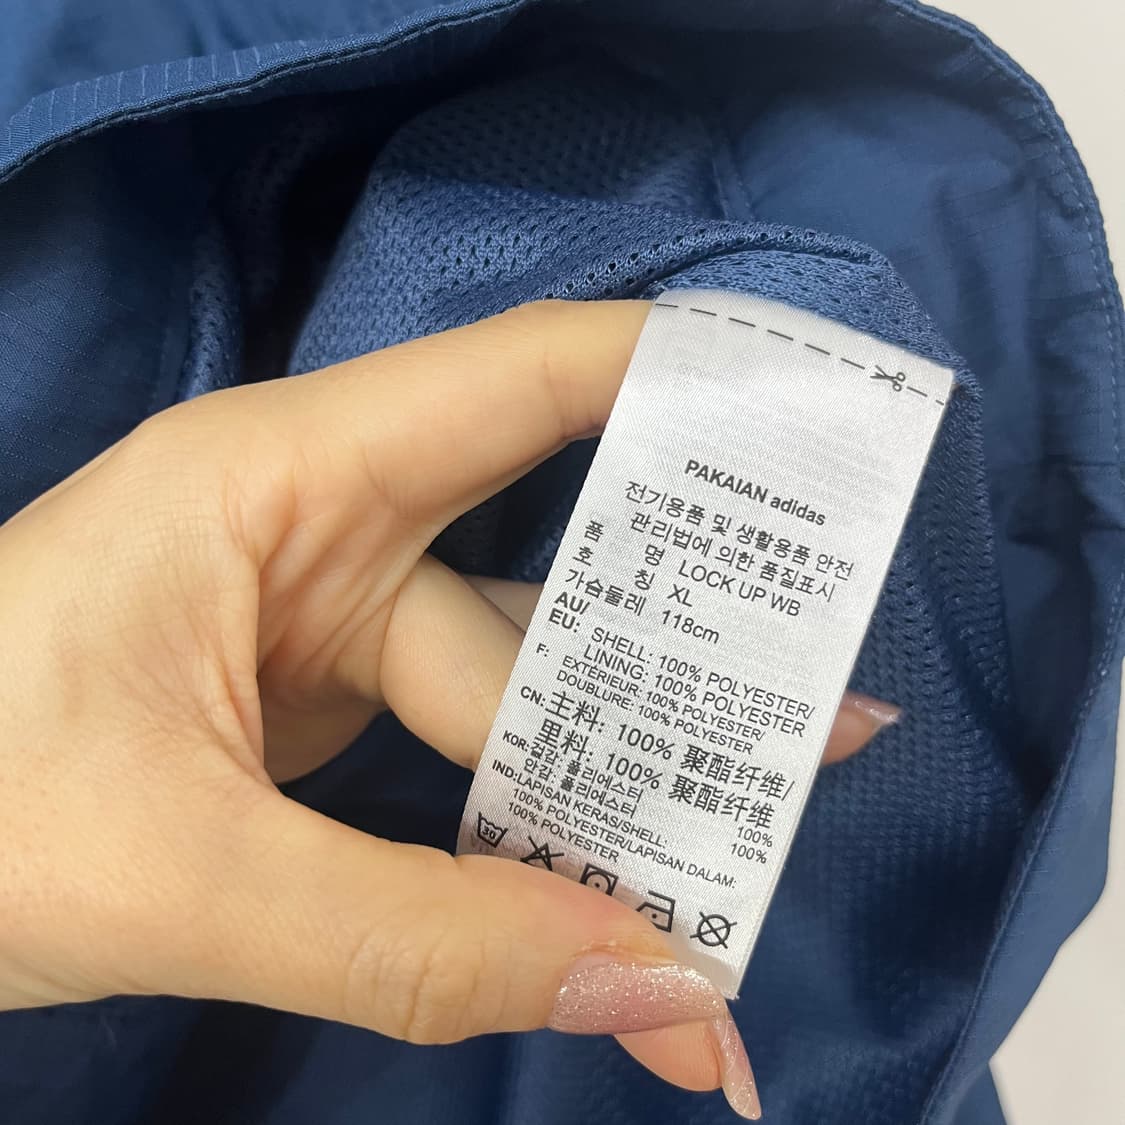 PAKAIAN adidas
전기용품 및 생활용품 안전
관리법에 의한 품질표시
품 명 LOCK UP WB
호 칭 XL
가슴둘레 118cm
AU/
EU: SHELL: 100% POLYESTER/
LINING: 100% POLYESTER
F: EXTÉRIEUR: 100% POLYESTER/
DOUBLURE: 100% POLYESTER
CN: 主料: 100% 聚酯纤维/
里料: 100% 聚酯纤维
KOR: 겉감: 폴리에스터 100%
안감: 폴리에스터 100%
IND: LAPISAN KERAS/SHELL:
100% POLYESTER/LAPISAN DALAM:
100% POLYESTER
30